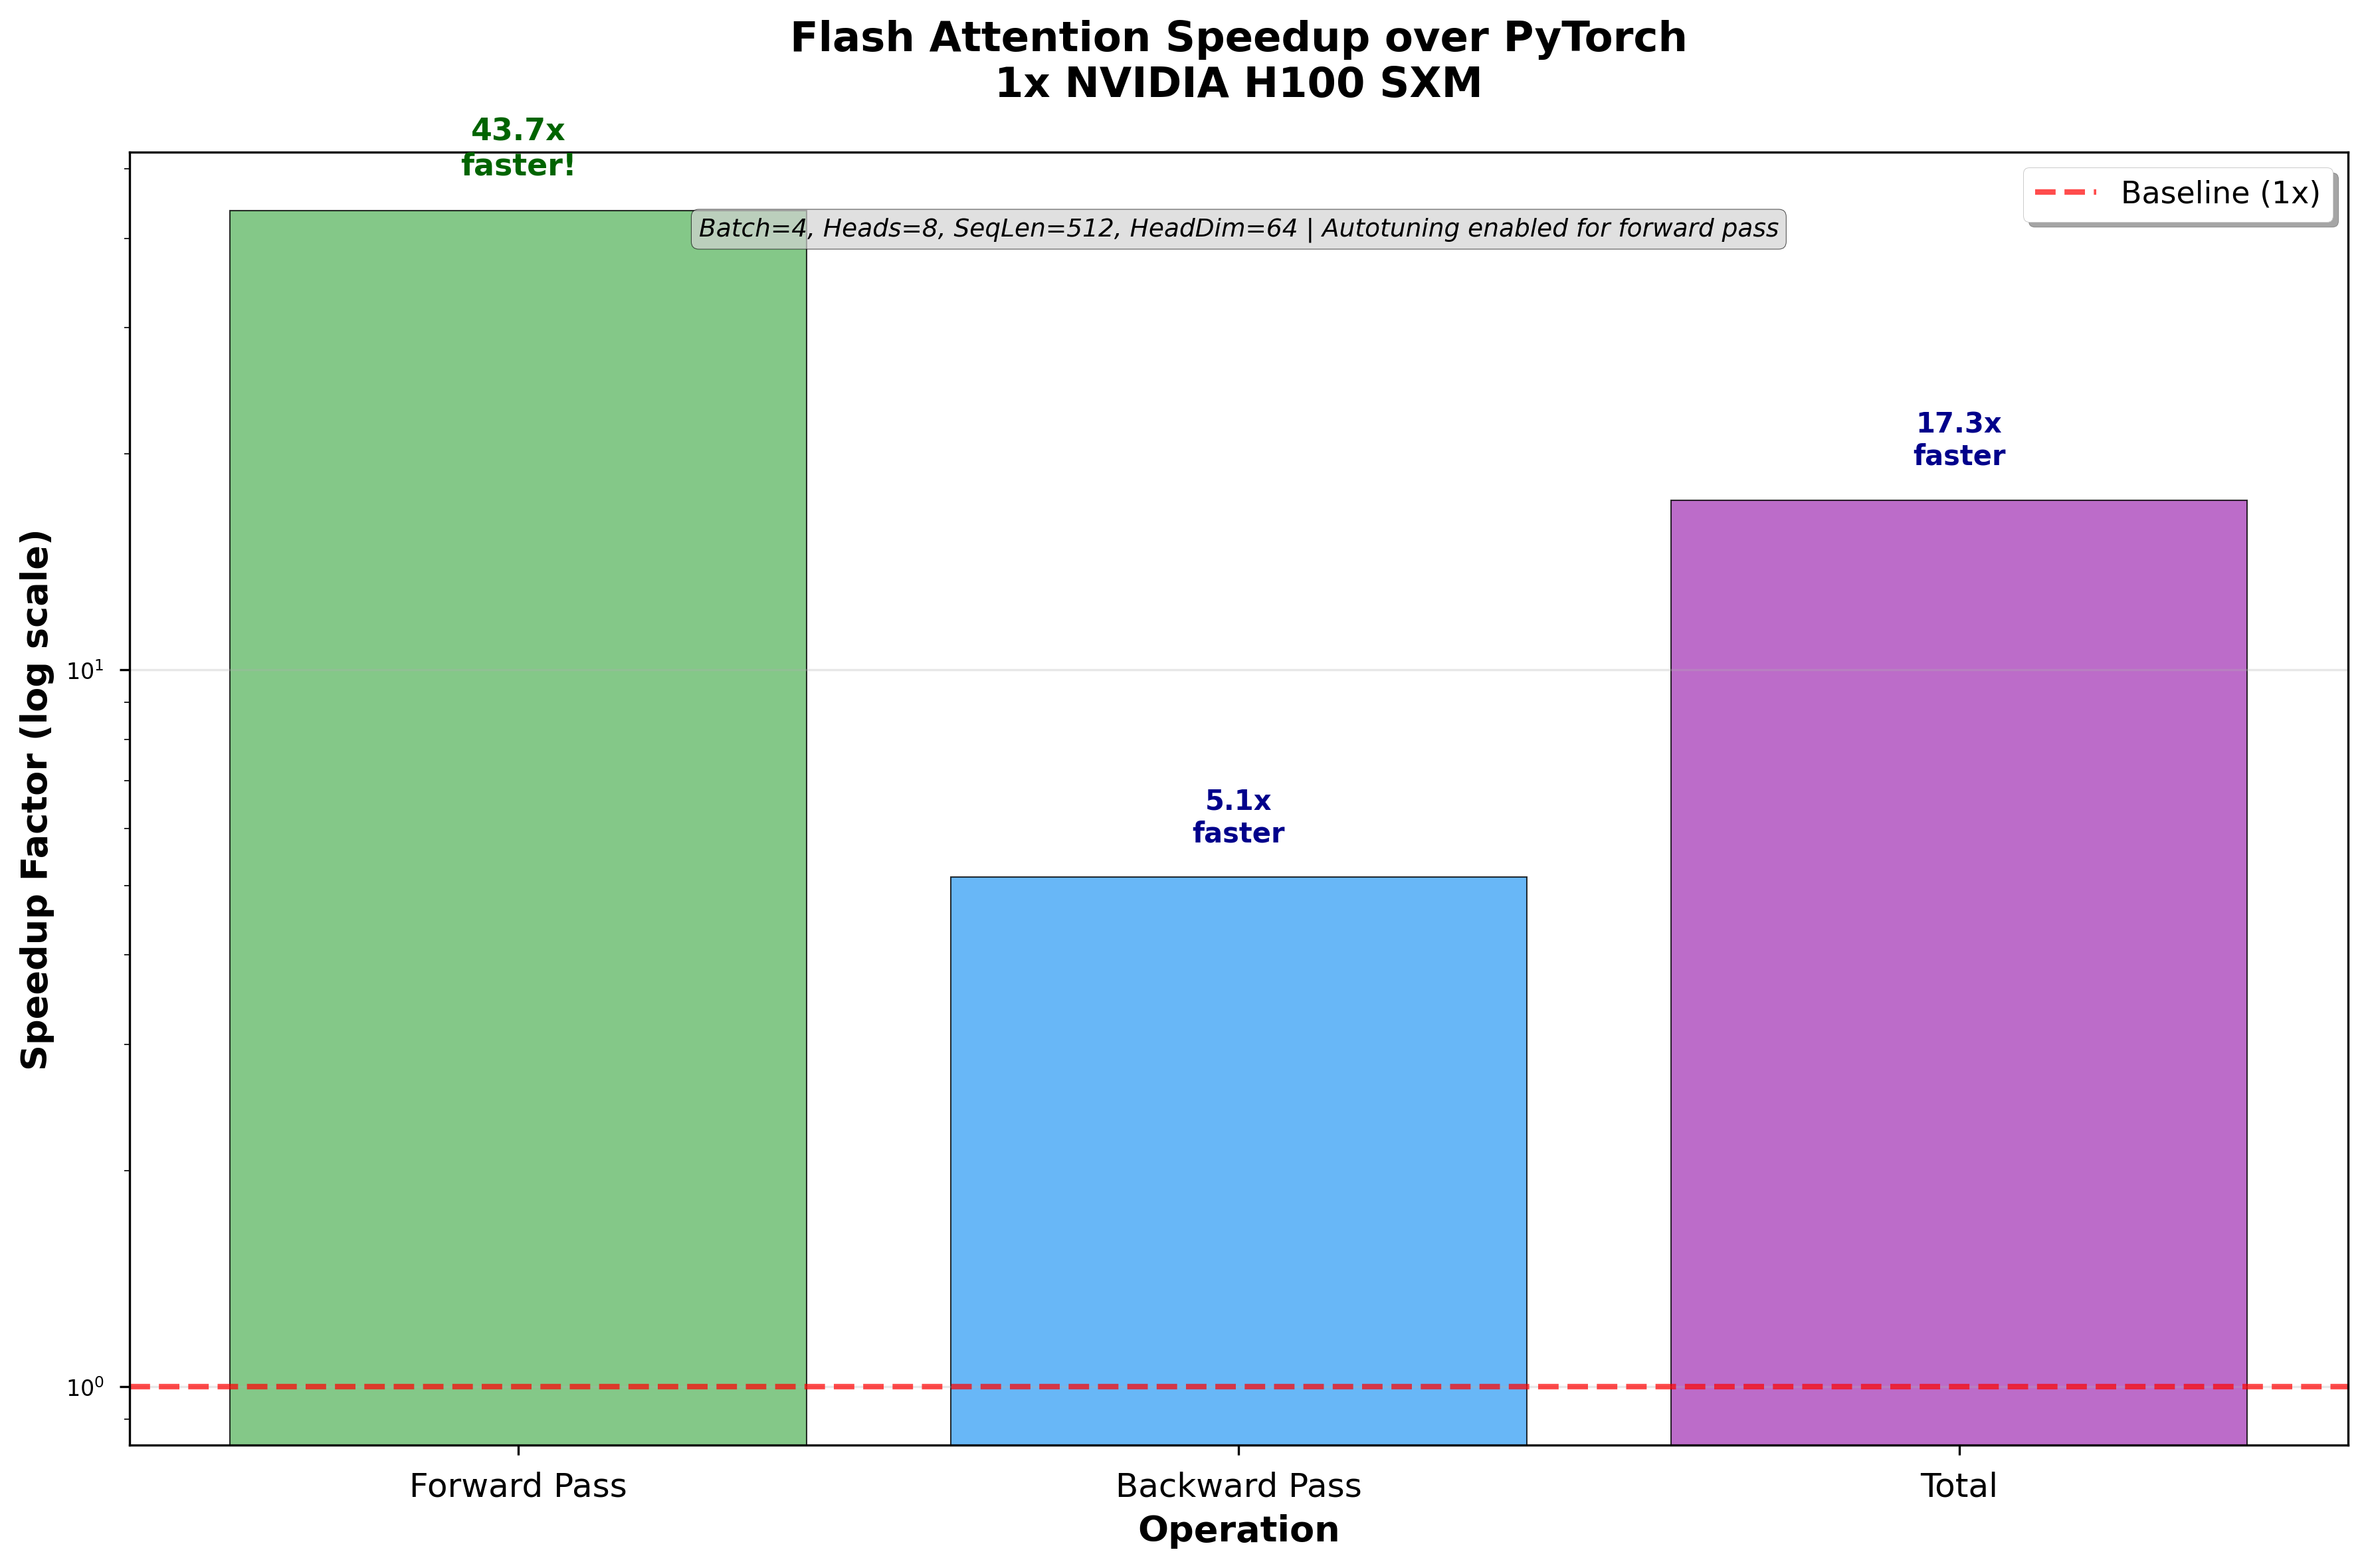 Flash Attention Speedup over PyTorch
1x NVIDIA H100 SXM
43.7x
faster!
Baseline (1x)
Batch=4, Heads=8, SeqLen=512, HeadDim=64 | Autotuning enabled for forward pass
17.3x
faster
5.1x
faster
Speedup Factor (log scale)
10¹
10⁰
Forward Pass
Backward Pass
Total
Operation